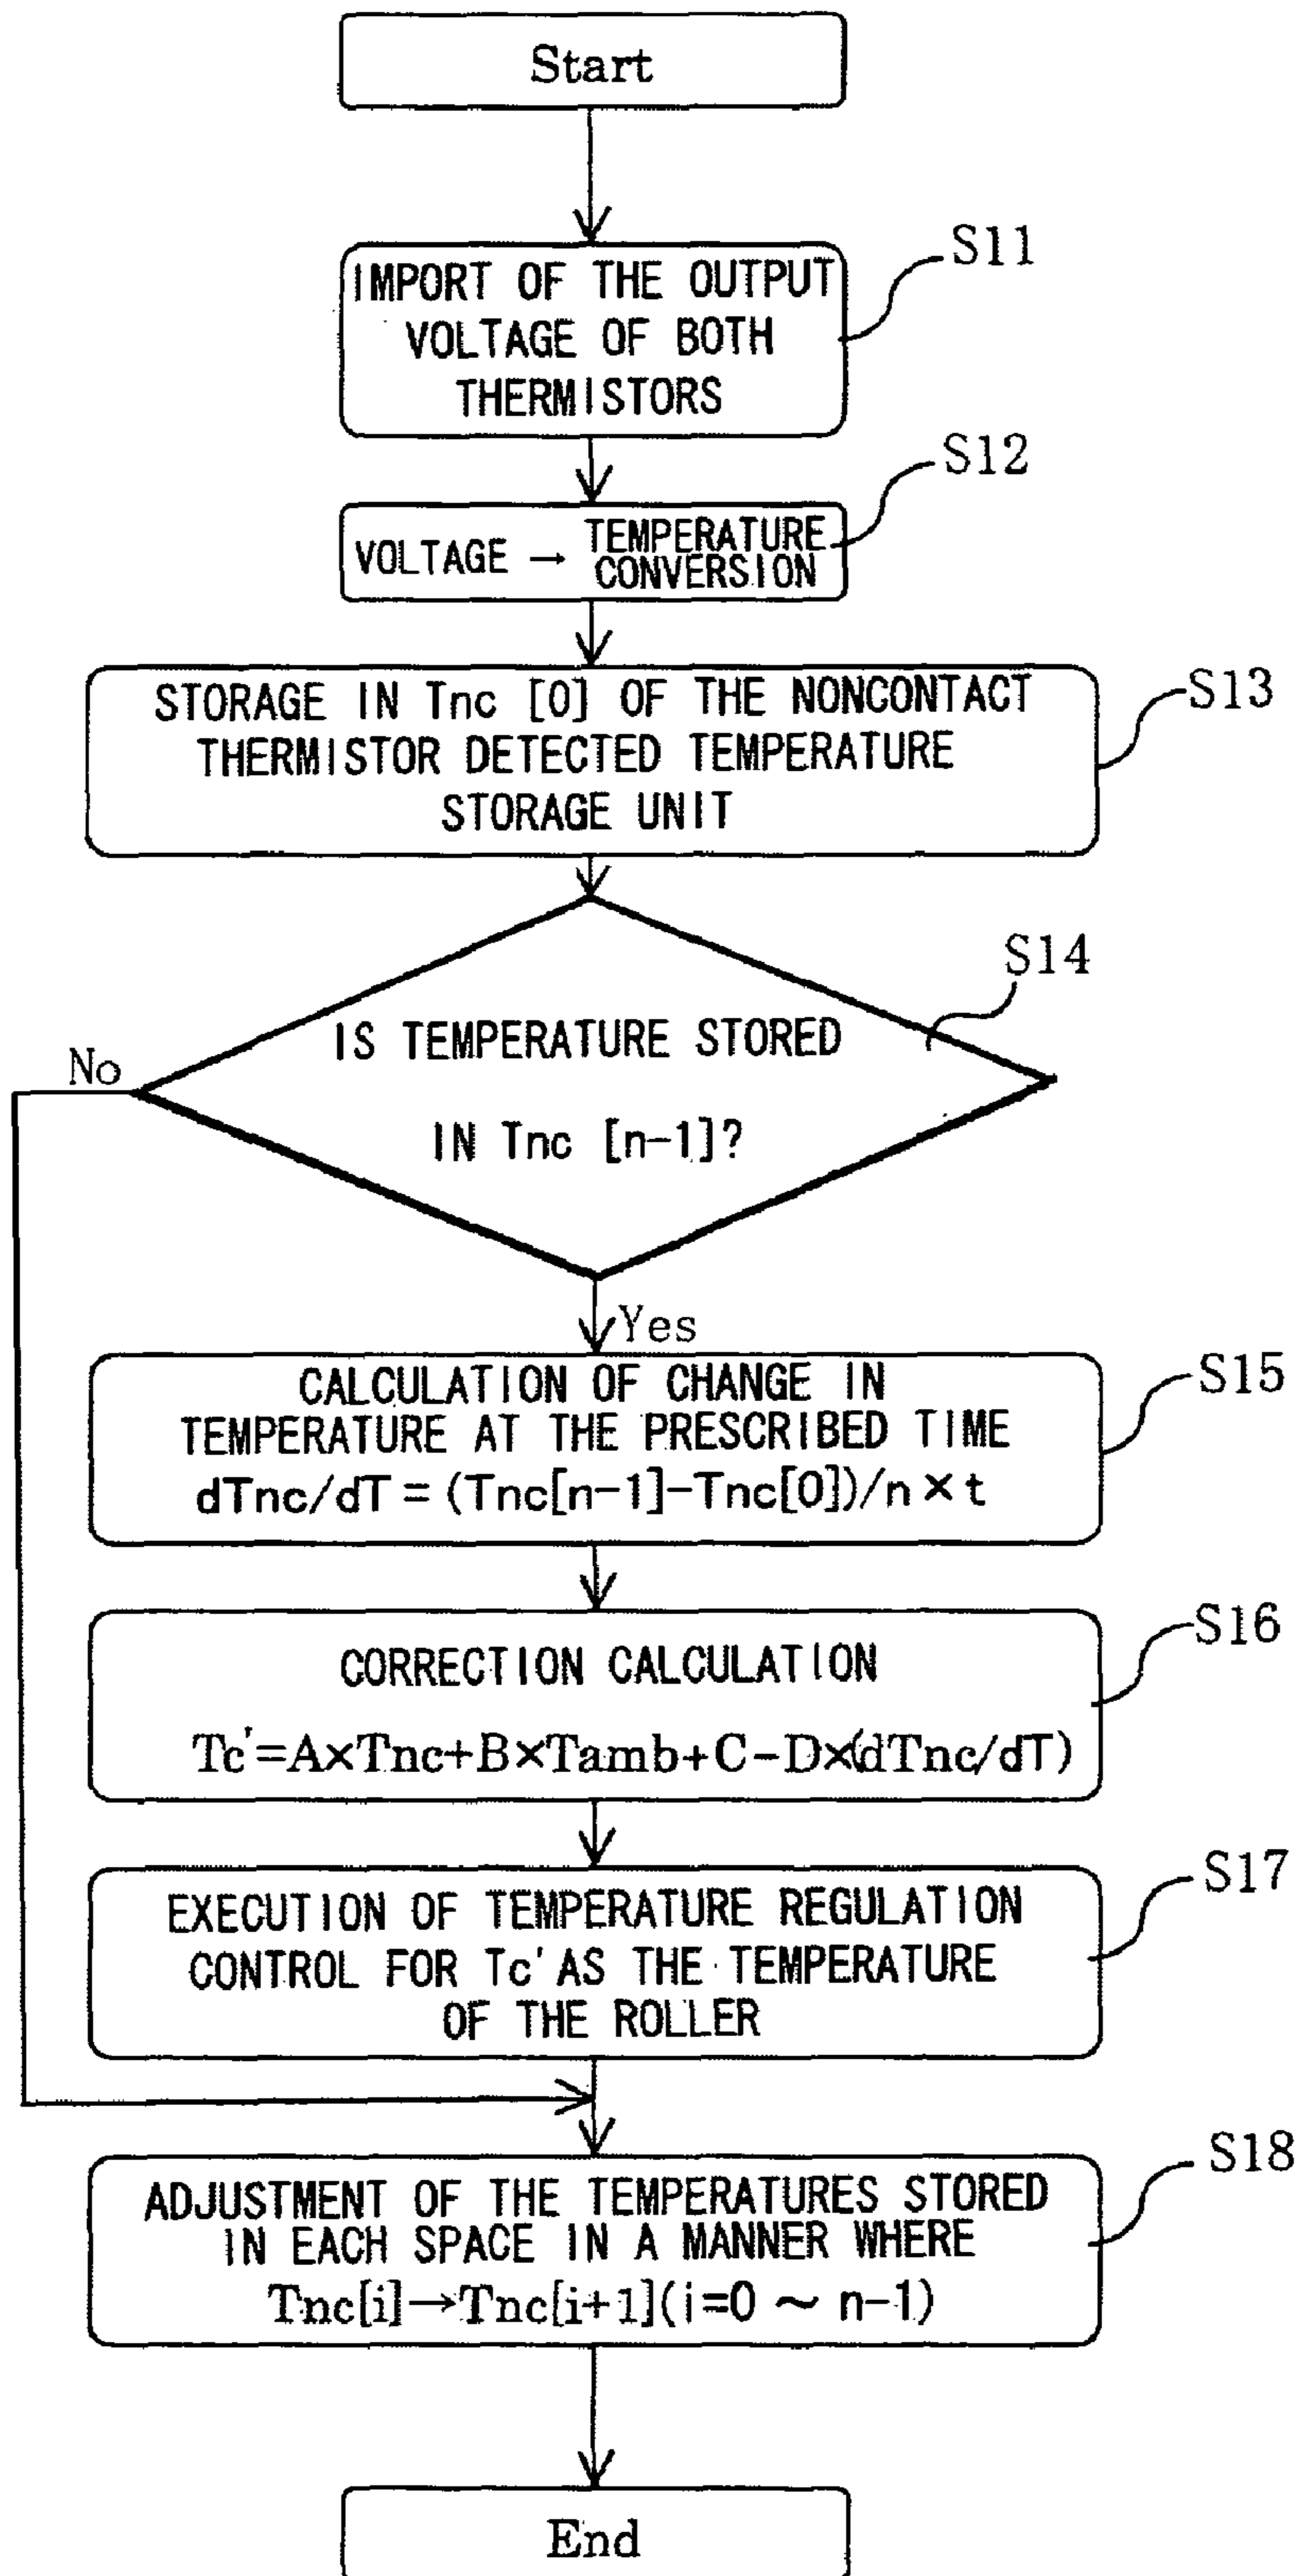 Start
S11
IMPORT OF THE OUTPUT
VOLTAGE OF BOTH
THERMISTORS
S12
VOLTAGE → TEMPERATURE
CONVERSION
S13
STORAGE IN Tnc [0] OF THE NONCONTACT
THERMISTOR DETECTED TEMPERATURE
STORAGE UNIT
S14
IS TEMPERATURE STORED
No
IN Tnc [n-1]?
Yes
S15
CALCULATION OF CHANGE IN
TEMPERATURE AT THE PRESCRIBED TIME
dTnc/dT = (Tnc[n-1]-Tnc[0])/n × t
S16
CORRECTION CALCULATION
Tc'=A×Tnc+B×Tamb+C-D×(dTnc/dT)
S17
EXECUTION OF TEMPERATURE REGULATION
CONTROL FOR Tc' AS THE TEMPERATURE
OF THE ROLLER
S18
ADJUSTMENT OF THE TEMPERATURES STORED
IN EACH SPACE IN A MANNER WHERE
Tnc[i]→Tnc[i+1](i=0 ~ n-1)
End